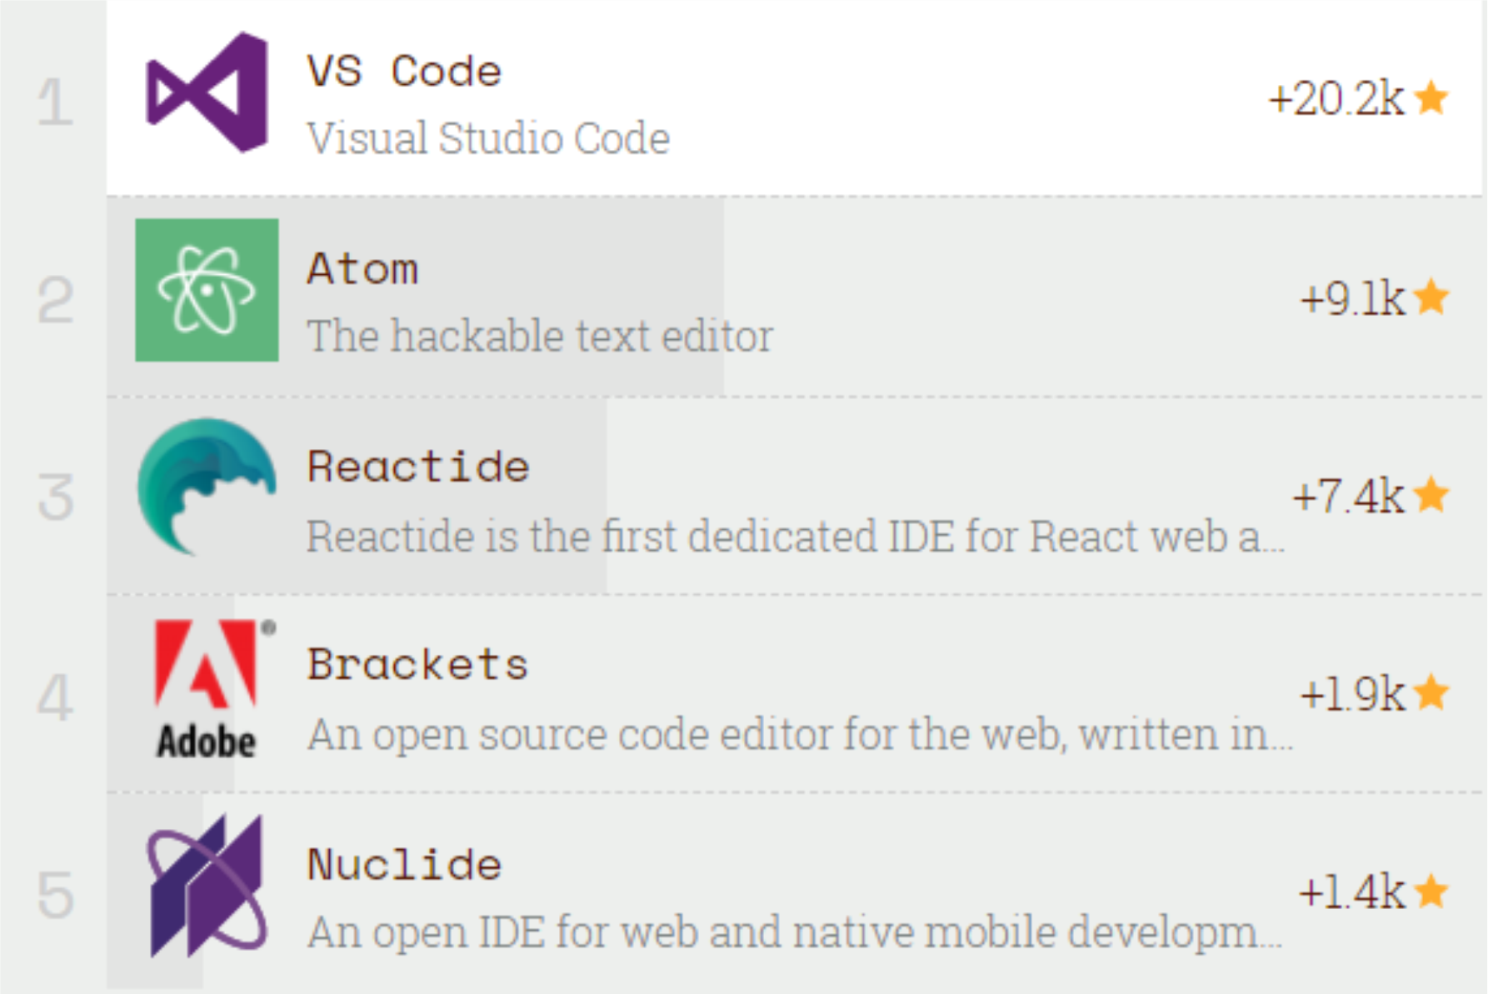 1
VS Code
Visual Studio Code
+20.2k
2
Atom
The hackable text editor
+9.1k
3
Reactide
Reactide is the first dedicated IDE for React web a...
+7.4k
4
Adobe
®
Brackets
An open source code editor for the web, written in...
+1.9k
5
Nuclide
An open IDE for web and native mobile developm...
+1.4k